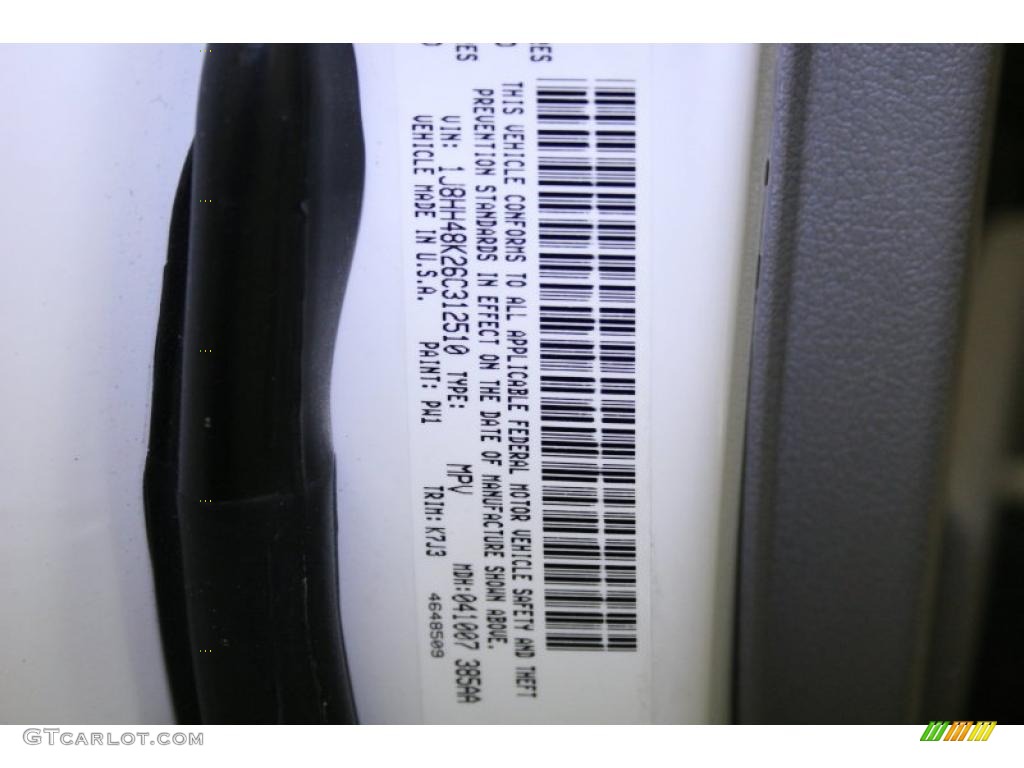 ES ES
THIS VEHICLE CONFORMS TO ALL APPLICABLE FEDERAL MOTOR VEHICLE SAFETY AND THEFT
PREVENTION STANDARDS IN EFFECT ON THE DATE OF MANUFACTURE SHOWN ABOVE.
VIN: 1J8HH48K26C312510 TYPE: MPV MDH:041007 385AA
VEHICLE MADE IN U.S.A. PAINT: PW1 TRIM: K7J3 4648509
GTCARLOT.COM